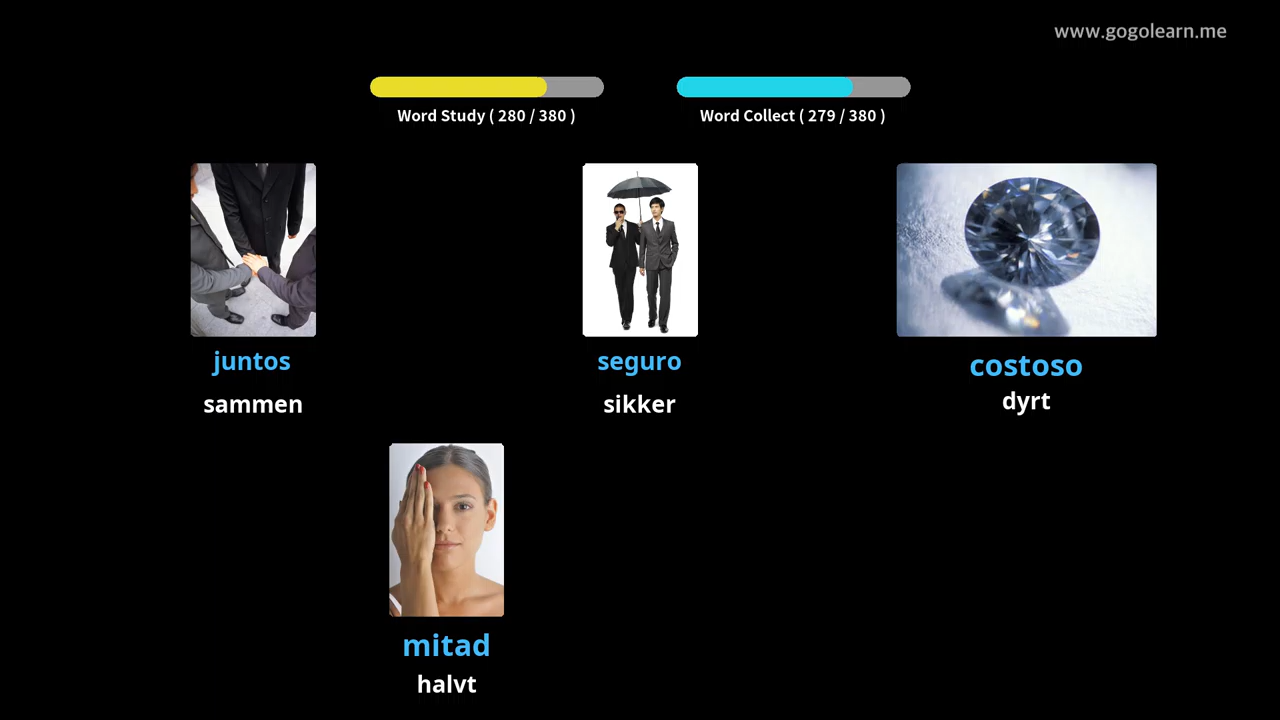 www.gogolearn.me
Word Study ( 280 / 380 )
Word Collect ( 279 / 380 )
juntos
sammen
seguro
sikker
costoso
dyrt
mitad
halvt